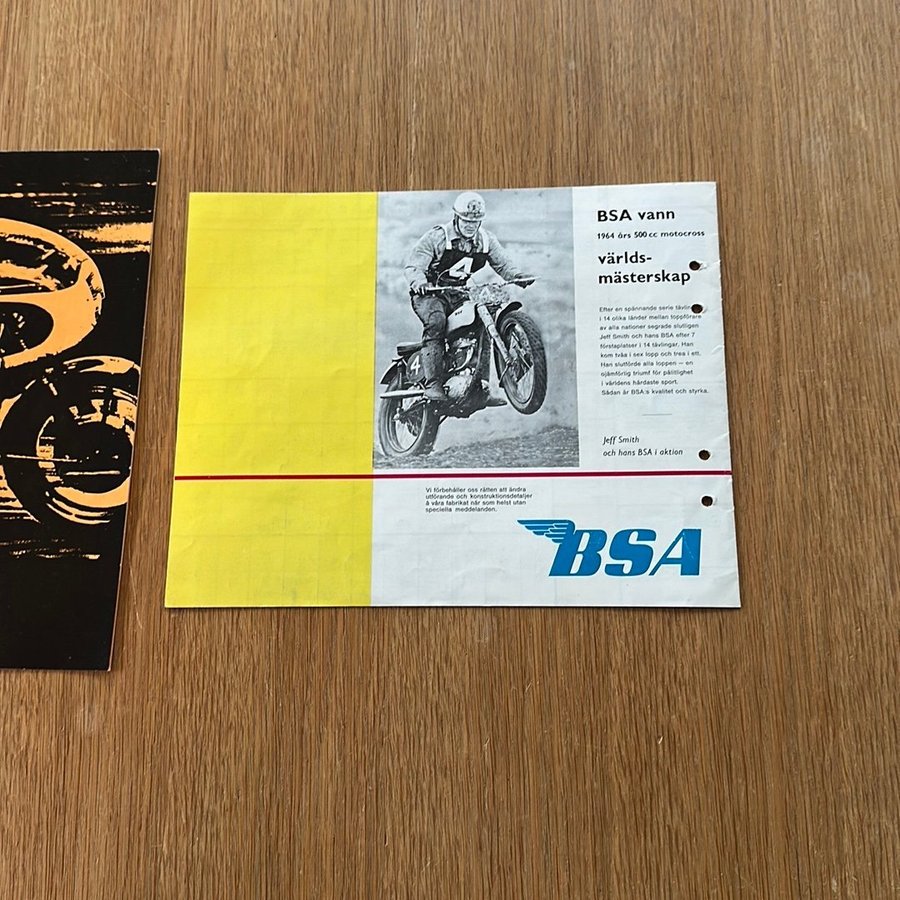 BSA vann
1964 års 500 cc motocross
världs-
mästerskap
Efter en spännande serie tävlin
i 14 olika länder mellan toppförare
av alla nationer segrade slutligen
Jeff Smith och hans BSA efter 7
förstaplatser i 14 tävlingar. Han
kom tvåa i sex lopp och trea i ett.
Han slutförde alla loppen — en
ojämförlig triumf för pålitlighet
i världens hårdaste sport.
Sådan är BSA:s kvalitet och styrka.
Jeff Smith
och hans BSA i aktion
4
4
4
Vi förbehåller oss rätten att ändra
utförande och konstruktionsdetaljer
å våra fabrikat när som helst utan
speciella meddelanden.
BSA